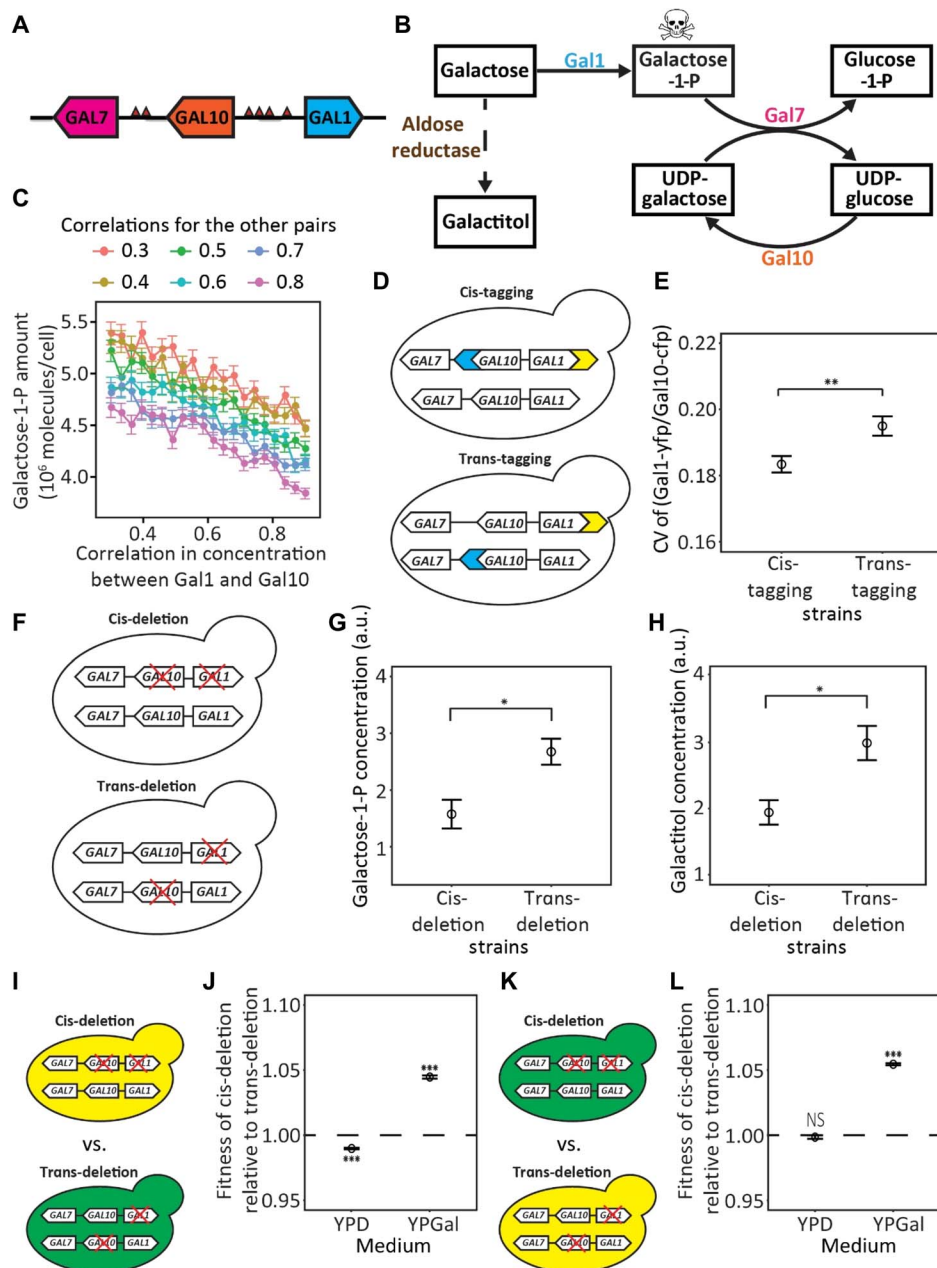 A
GAL7
GAL10
GAL1
B
Galactose
Gal1
Galactose
-1-P
Glucose
-1-P
Aldose
reductase
Gal7
Galactitol
UDP-
galactose
UDP-
glucose
Gal10
C
Correlations for the other pairs
0.3
0.5
0.7
0.4
0.6
0.8
Galactose-1-P amount
(10⁶ molecules/cell)
5.5
5.0
4.5
4.0
0.4
0.6
0.8
Correlation in concentration
between Gal1 and Gal10
D
Cis-tagging
GAL7
GAL10
GAL1
GAL7
GAL10
GAL1
Trans-tagging
GAL7
GAL10
GAL1
GAL7
GAL10
GAL1
E
CV of (Gal1-yfp/Gal10-cfp)
0.22
0.20
0.18
0.16
**
Cis-
tagging
Trans-
tagging
strains
F
Cis-deletion
GAL7
GAL10
GAL1
GAL7
GAL10
GAL1
Trans-deletion
GAL7
GAL10
GAL1
GAL7
GAL10
GAL1
G
Galactose-1-P concentration (a.u.)
4
3
2
1
*
Cis-
deletion
Trans-
deletion
strains
H
Galactitol concentration (a.u.)
4
3
2
1
*
Cis-
deletion
Trans-
deletion
strains
I
Cis-deletion
GAL7
GAL10
GAL1
GAL7
GAL10
GAL1
vs.
Trans-deletion
GAL7
GAL10
GAL1
GAL7
GAL10
GAL1
J
Fitness of cis-deletion
relative to trans-deletion
1.10
1.05
1.00
0.95
***
***
YPD
YPGal
Medium
K
Cis-deletion
GAL7
GAL10
GAL1
GAL7
GAL10
GAL1
vs.
Trans-deletion
GAL7
GAL10
GAL1
GAL7
GAL10
GAL1
L
Fitness of cis-deletion
relative to trans-deletion
1.10
1.05
1.00
0.95
NS
***
YPD
YPGal
Medium